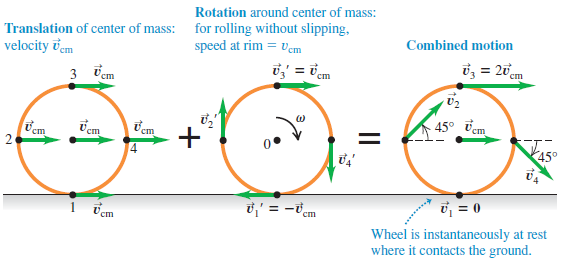 Rotation around center of mass:
Translation of center of mass: for rolling without slipping,
velocity v⃗cm speed at rim = vcm Combined motion
3 v⃗cm v⃗3′ = v⃗cm v⃗3 = 2v⃗cm
v⃗2′ ω v⃗2
v⃗cm v⃗cm v⃗cm + 45° v⃗cm
2 4 0 = 45°
v⃗4′ v⃗4
1 v⃗cm v⃗1′ = −v⃗cm v⃗1 = 0
Wheel is instantaneously at rest
where it contacts the ground.